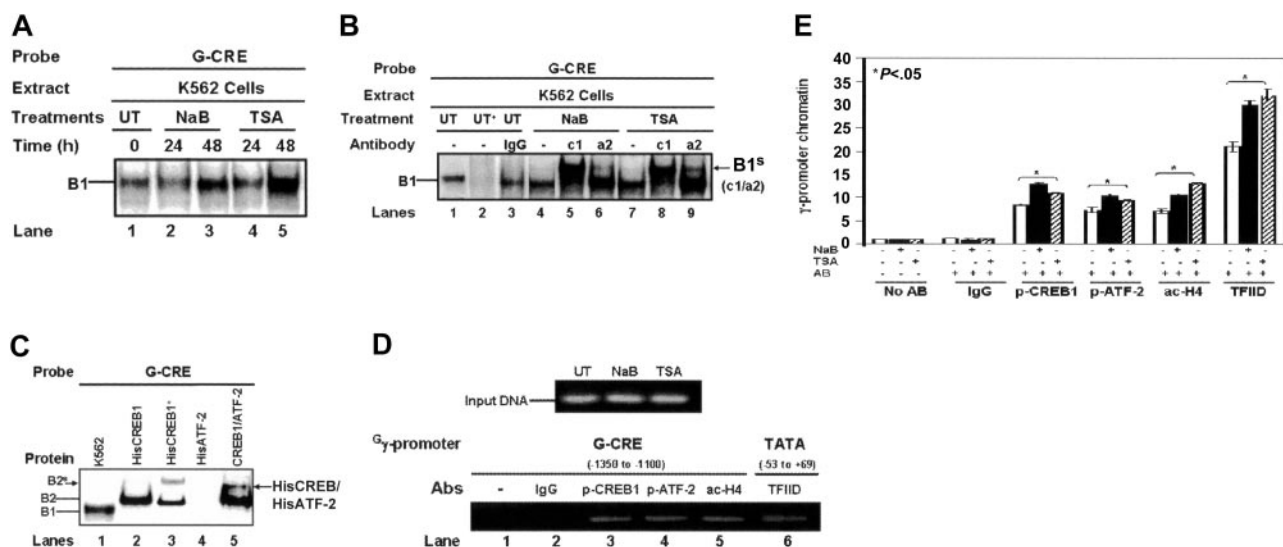 A
Probe G-CRE
Extract K562 Cells
Treatments UT NaB TSA
Time (h) 0 24 48 24 48
B1
Lane 1 2 3 4 5
B
Probe G-CRE
Extract K562 Cells
Treatment UT UT+ UT NaB TSA
Antibody - - IgG - c1 a2 - c1 a2
B1 B1s
(c1/a2)
Lanes 1 2 3 4 5 6 7 8 9
E
γ-promoter chromatin
*P<.05
40
35
30
25
20
15
10
5
0
* * * *
NaB - + - - + - - + - - + - - + - - + -
TSA - - + - - + - - + - - + - - + - - +
AB - - - + + + + + + + + + + + + + + +
No AB IgG p-CREB1 p-ATF-2 ac-H4 TFIID
C
Probe G-CRE
Protein K562 HisCREB1 HisCREB1+ HisATF-2 CREB1/ATF-2
B2s
B2
B1
HisCREB/
HisATF-2
Lanes 1 2 3 4 5
D
UT NaB TSA
Input DNA
Gγ-promoter G-CRE TATA
(-1350 to -1100) (-53 to +69)
Abs - IgG p-CREB1 p-ATF-2 ac-H4 TFIID
Lane 1 2 3 4 5 6